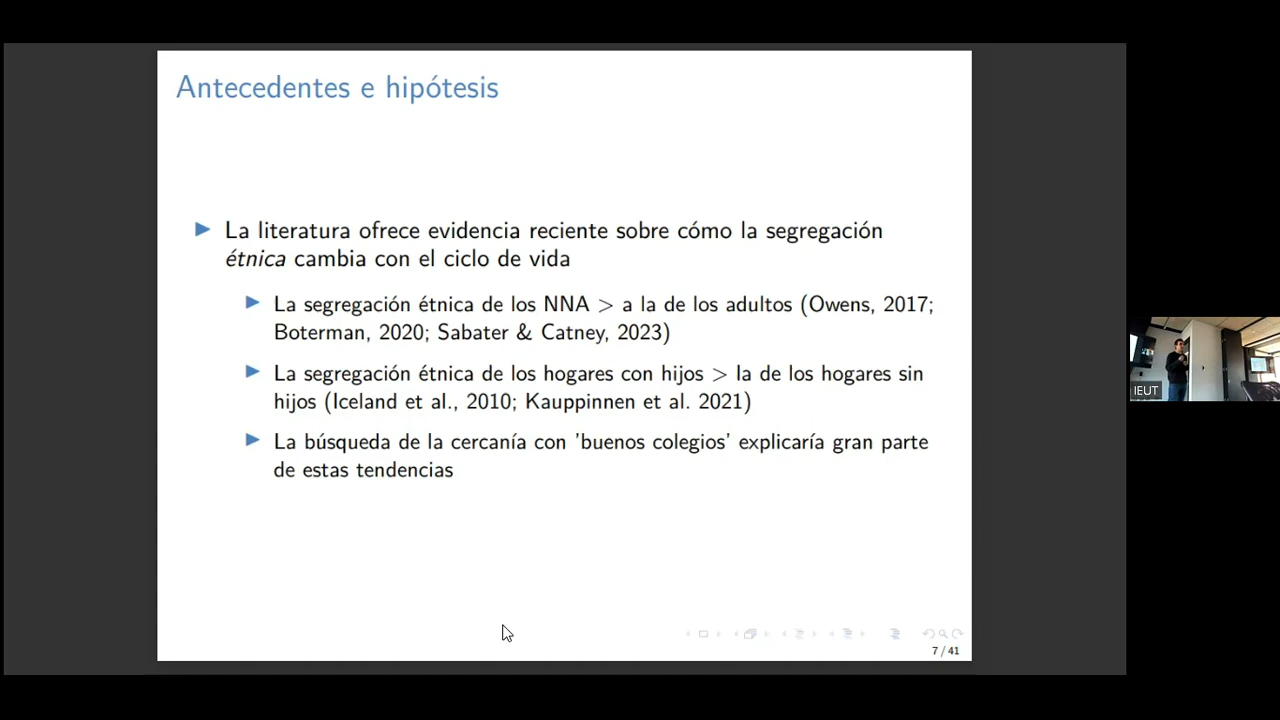 Antecedentes e hipótesis
La literatura ofrece evidencia reciente sobre cómo la segregación
étnica cambia con el ciclo de vida
La segregación étnica de los NNA > a la de los adultos (Owens, 2017;
Boterman, 2020; Sabater & Catney, 2023)
La segregación étnica de los hogares con hijos > la de los hogares sin
hijos (Iceland et al., 2010; Kauppinnen et al. 2021)
La búsqueda de la cercanía con 'buenos colegios' explicaría gran parte
de estas tendencias
7 / 41
IEUT